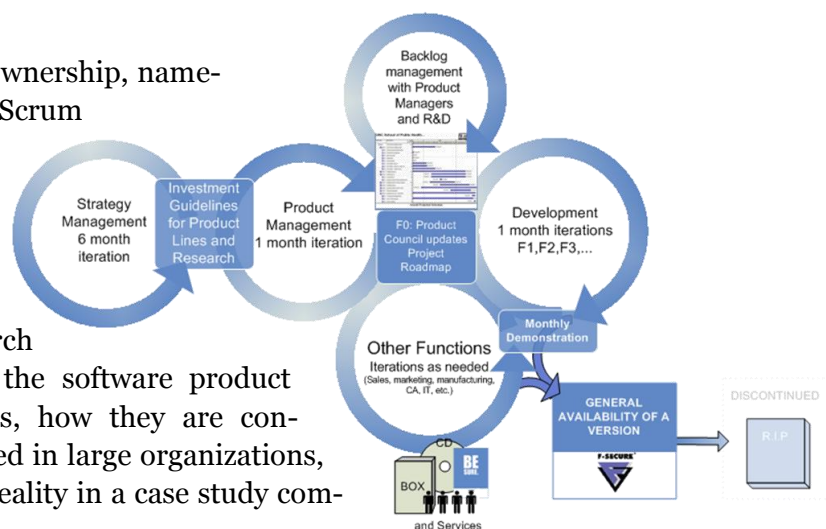 wnership, name-
Scrum
rch
the software product
s, how they are con-
ed in large organizations,
eality in a case study com-
Backlog
management
with Product
Managers
and R&D
Strategy
Management
6 month
iteration
Investment
Guidelines
for Product
Lines and
Research
Product
Management
1 month iteration
F0: Product
Council updates
Project
Roadmap
Development
1 month iterations
F1,F2,F3,...
Monthly
Demonstration
Other Functions
Iterations as needed
(Sales, marketing, manufacturing,
CA, IT, etc.)
CD
BE
SURE.
BOX
and Services
GENERAL
AVAILABILITY OF A
VERSION
F-SECURE
DISCONTINUED
R.I.P